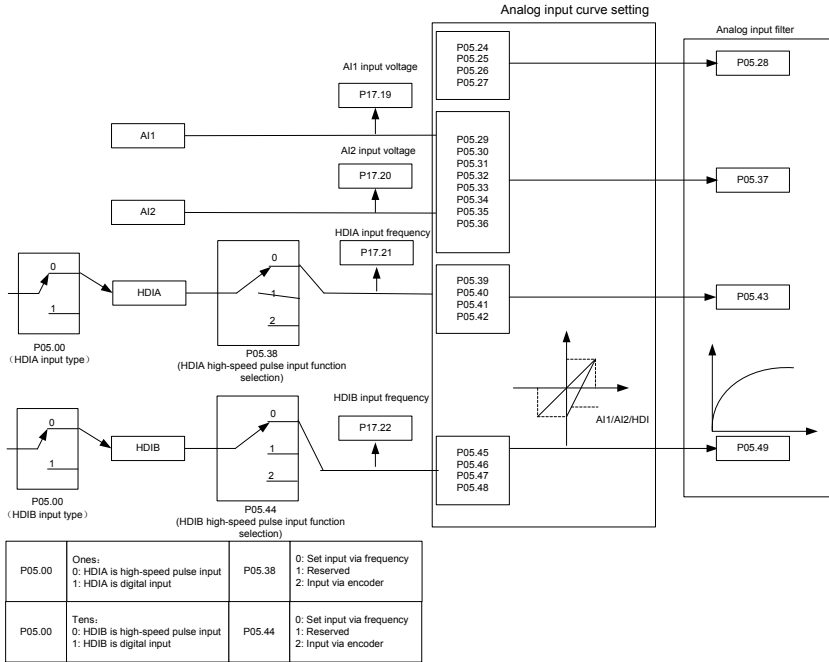 Analog input curve setting
Analog input filter
P05.24
P05.25
P05.26
P05.27
P05.28
AI1 input voltage
P17.19
AI1
AI2 input voltage
P17.20
AI2
P05.29
P05.30
P05.31
P05.32
P05.33
P05.34
P05.35
P05.36
P05.37
HDIA input frequency
P17.21
0
1
HDIA
0
1
2
P05.39
P05.40
P05.41
P05.42
P05.43
P05.00
（HDIA input type）
P05.38
(HDIA high-speed pulse input function
selection)
AI1/AI2/HDI
HDIB input frequency
P17.22
0
1
HDIB
0
1
2
P05.45
P05.46
P05.47
P05.48
P05.49
P05.00
（HDIB input type）
P05.44
(HDIB high-speed pulse input function
selection)
P05.00
Ones：
0: HDIA is high-speed pulse input
1: HDIA is digital input
P05.38
0: Set input via frequency
1: Reserved
2: Input via encoder
P05.00
Tens：
0: HDIB is high-speed pulse input
1: HDIB is digital input
P05.44
0: Set input via frequency
1: Reserved
2: Input via encoder